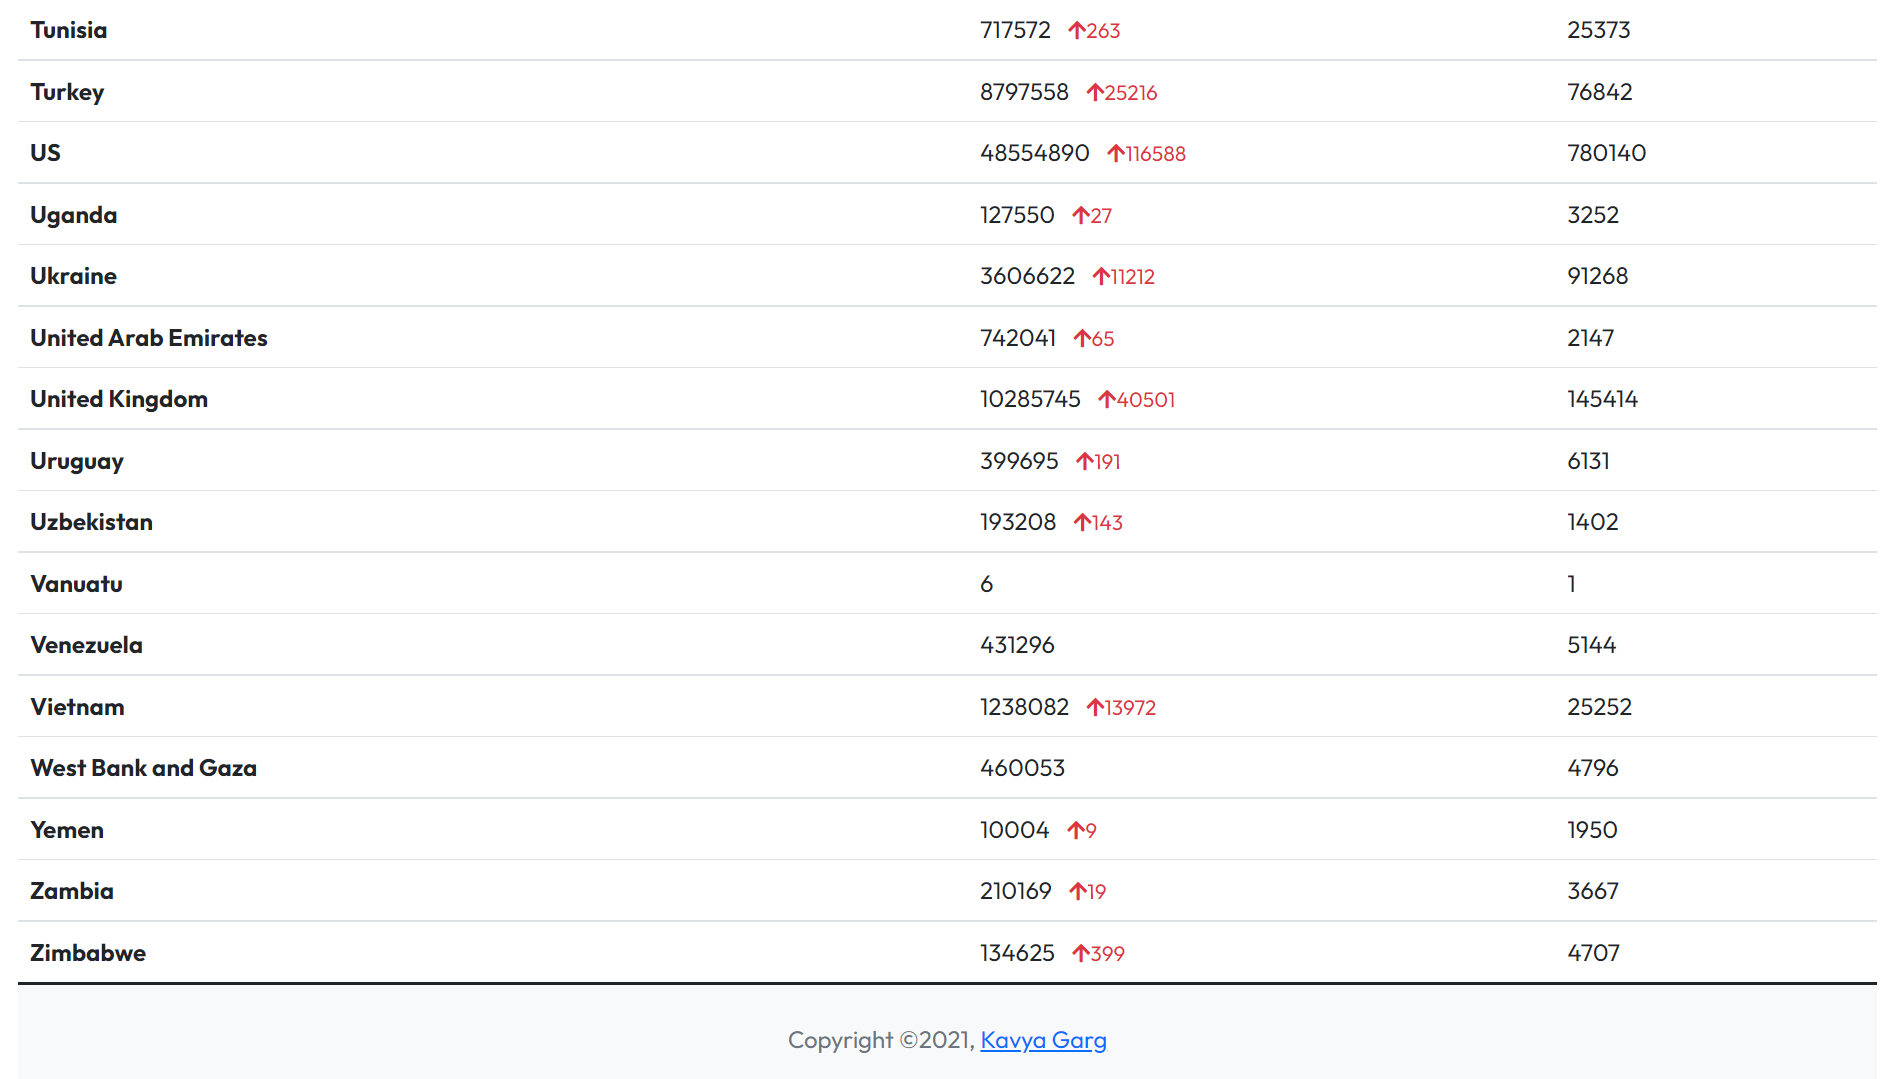 Tunisia 717572 ↑263 25373
Turkey 8797558 ↑25216 76842
US 48554890 ↑116588 780140
Uganda 127550 ↑27 3252
Ukraine 3606622 ↑11212 91268
United Arab Emirates 742041 ↑65 2147
United Kingdom 10285745 ↑40501 145414
Uruguay 399695 ↑191 6131
Uzbekistan 193208 ↑143 1402
Vanuatu 6 1
Venezuela 431296 5144
Vietnam 1238082 ↑13972 25252
West Bank and Gaza 460053 4796
Yemen 10004 ↑9 1950
Zambia 210169 ↑19 3667
Zimbabwe 134625 ↑399 4707
Copyright ©2021, Kavya Garg